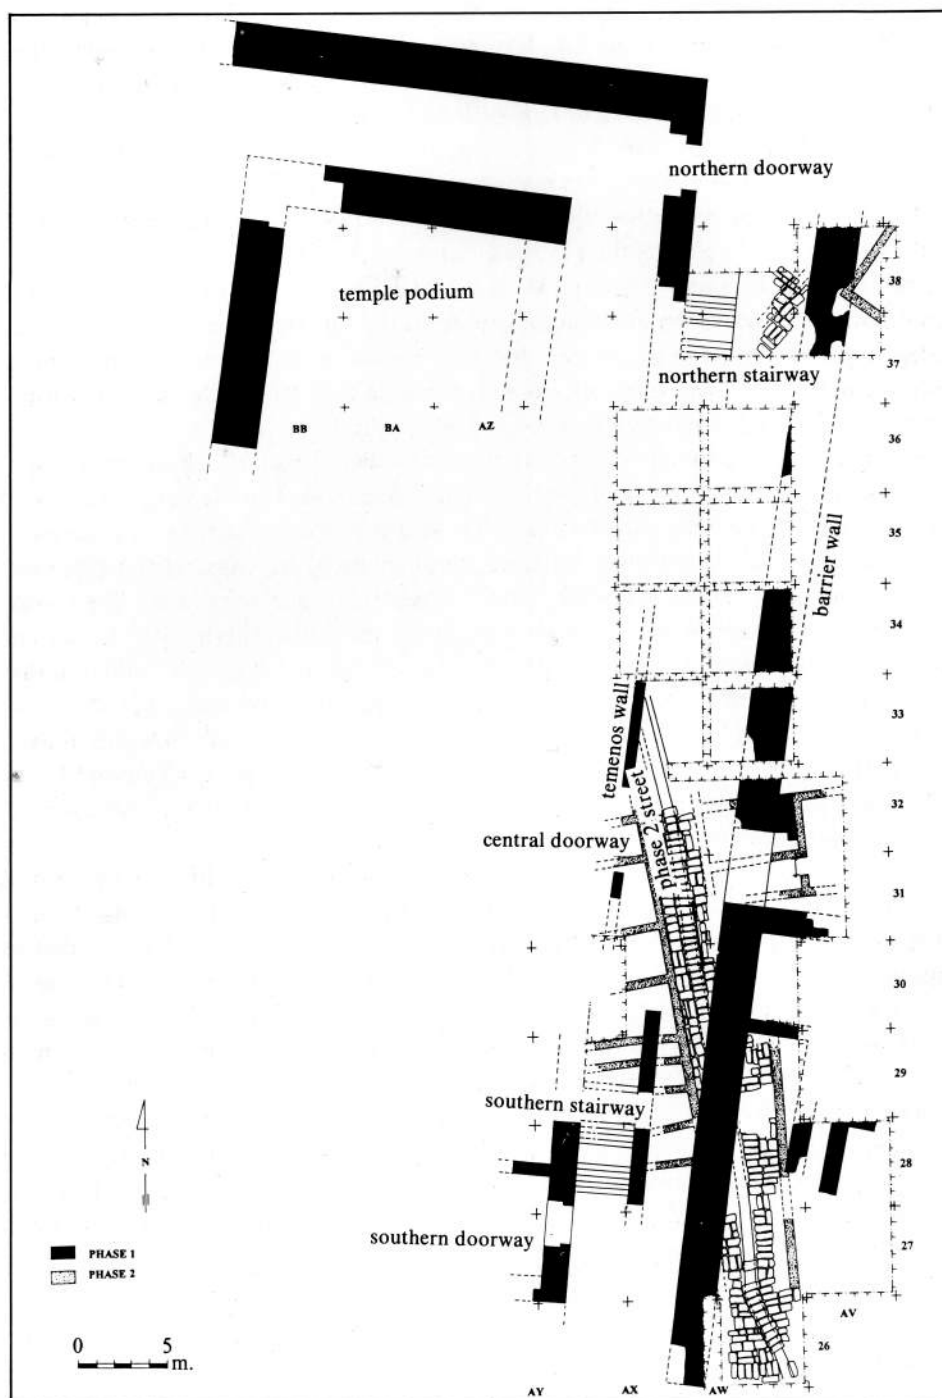 northern doorway
38
temple podium
37
northern stairway
BB
BA
AZ
36
35
barrier wall
34
temenos wall
33
Phase 2 street
32
central doorway
31
30
29
southern stairway
N
28
southern doorway
27
PHASE 1
PHASE 2
AV
0 5
m.
26
AY
AX
AW